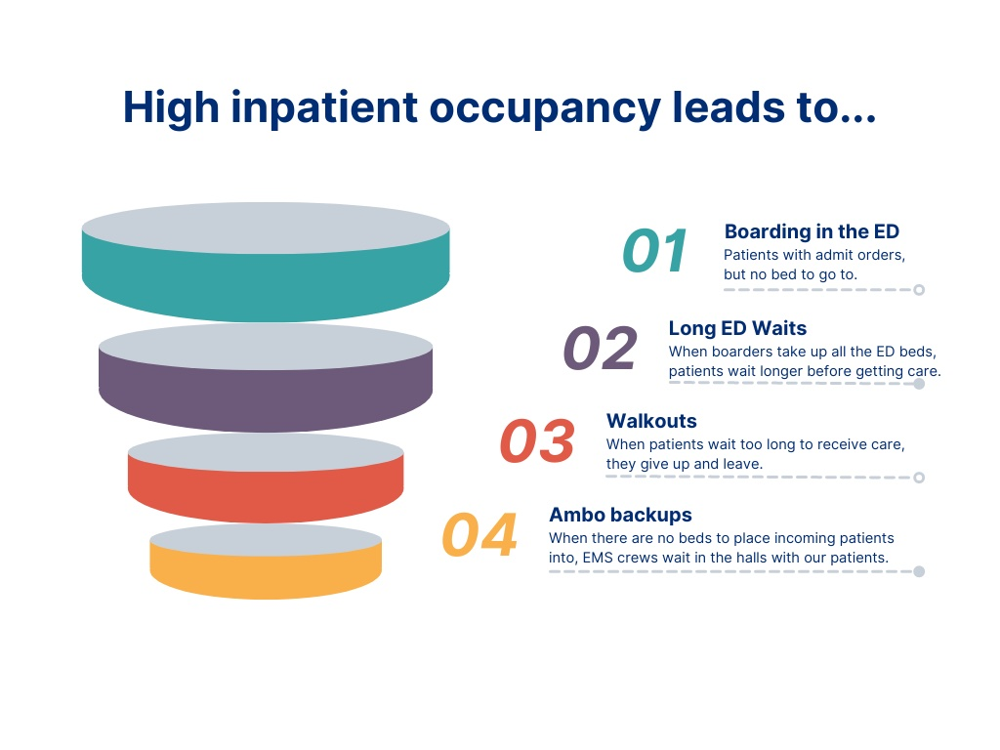 High inpatient occupancy leads to...
01
Boarding in the ED
Patients with admit orders,
but no bed to go to.
02
Long ED Waits
When boarders take up all the ED beds,
patients wait longer before getting care.
03
Walkouts
When patients wait too long to receive care,
they give up and leave.
04
Ambo backups
When there are no beds to place incoming patients
into, EMS crews wait in the halls with our patients.